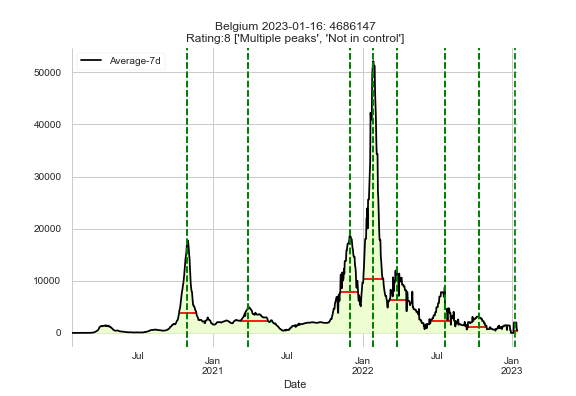 Belgium 2023-01-16: 4686147
Rating:8 ['Multiple peaks', 'Not in control']
Average-7d
50000
40000
30000
20000
10000
0
Jul
Jan
2021
Jul
Jan
2022
Jul
Jan
2023
Date